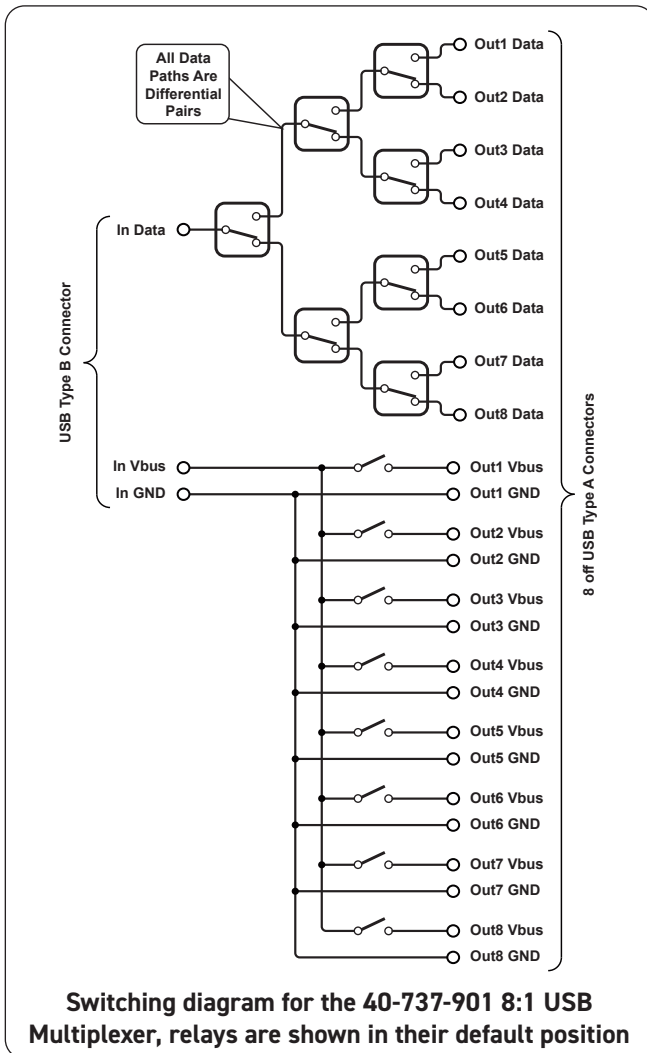 All Data
Paths Are
Differential
Pairs
Out1 Data
Out2 Data
Out3 Data
Out4 Data
In Data
Out5 Data
Out6 Data
Out7 Data
Out8 Data
USB Type B Connector
In Vbus
In GND
Out1 Vbus
Out1 GND
Out2 Vbus
Out2 GND
Out3 Vbus
Out3 GND
Out4 Vbus
Out4 GND
Out5 Vbus
Out5 GND
Out6 Vbus
Out6 GND
Out7 Vbus
Out7 GND
Out8 Vbus
Out8 GND
8 off USB Type A Connectors
Switching diagram for the 40-737-901 8:1 USB
Multiplexer, relays are shown in their default position